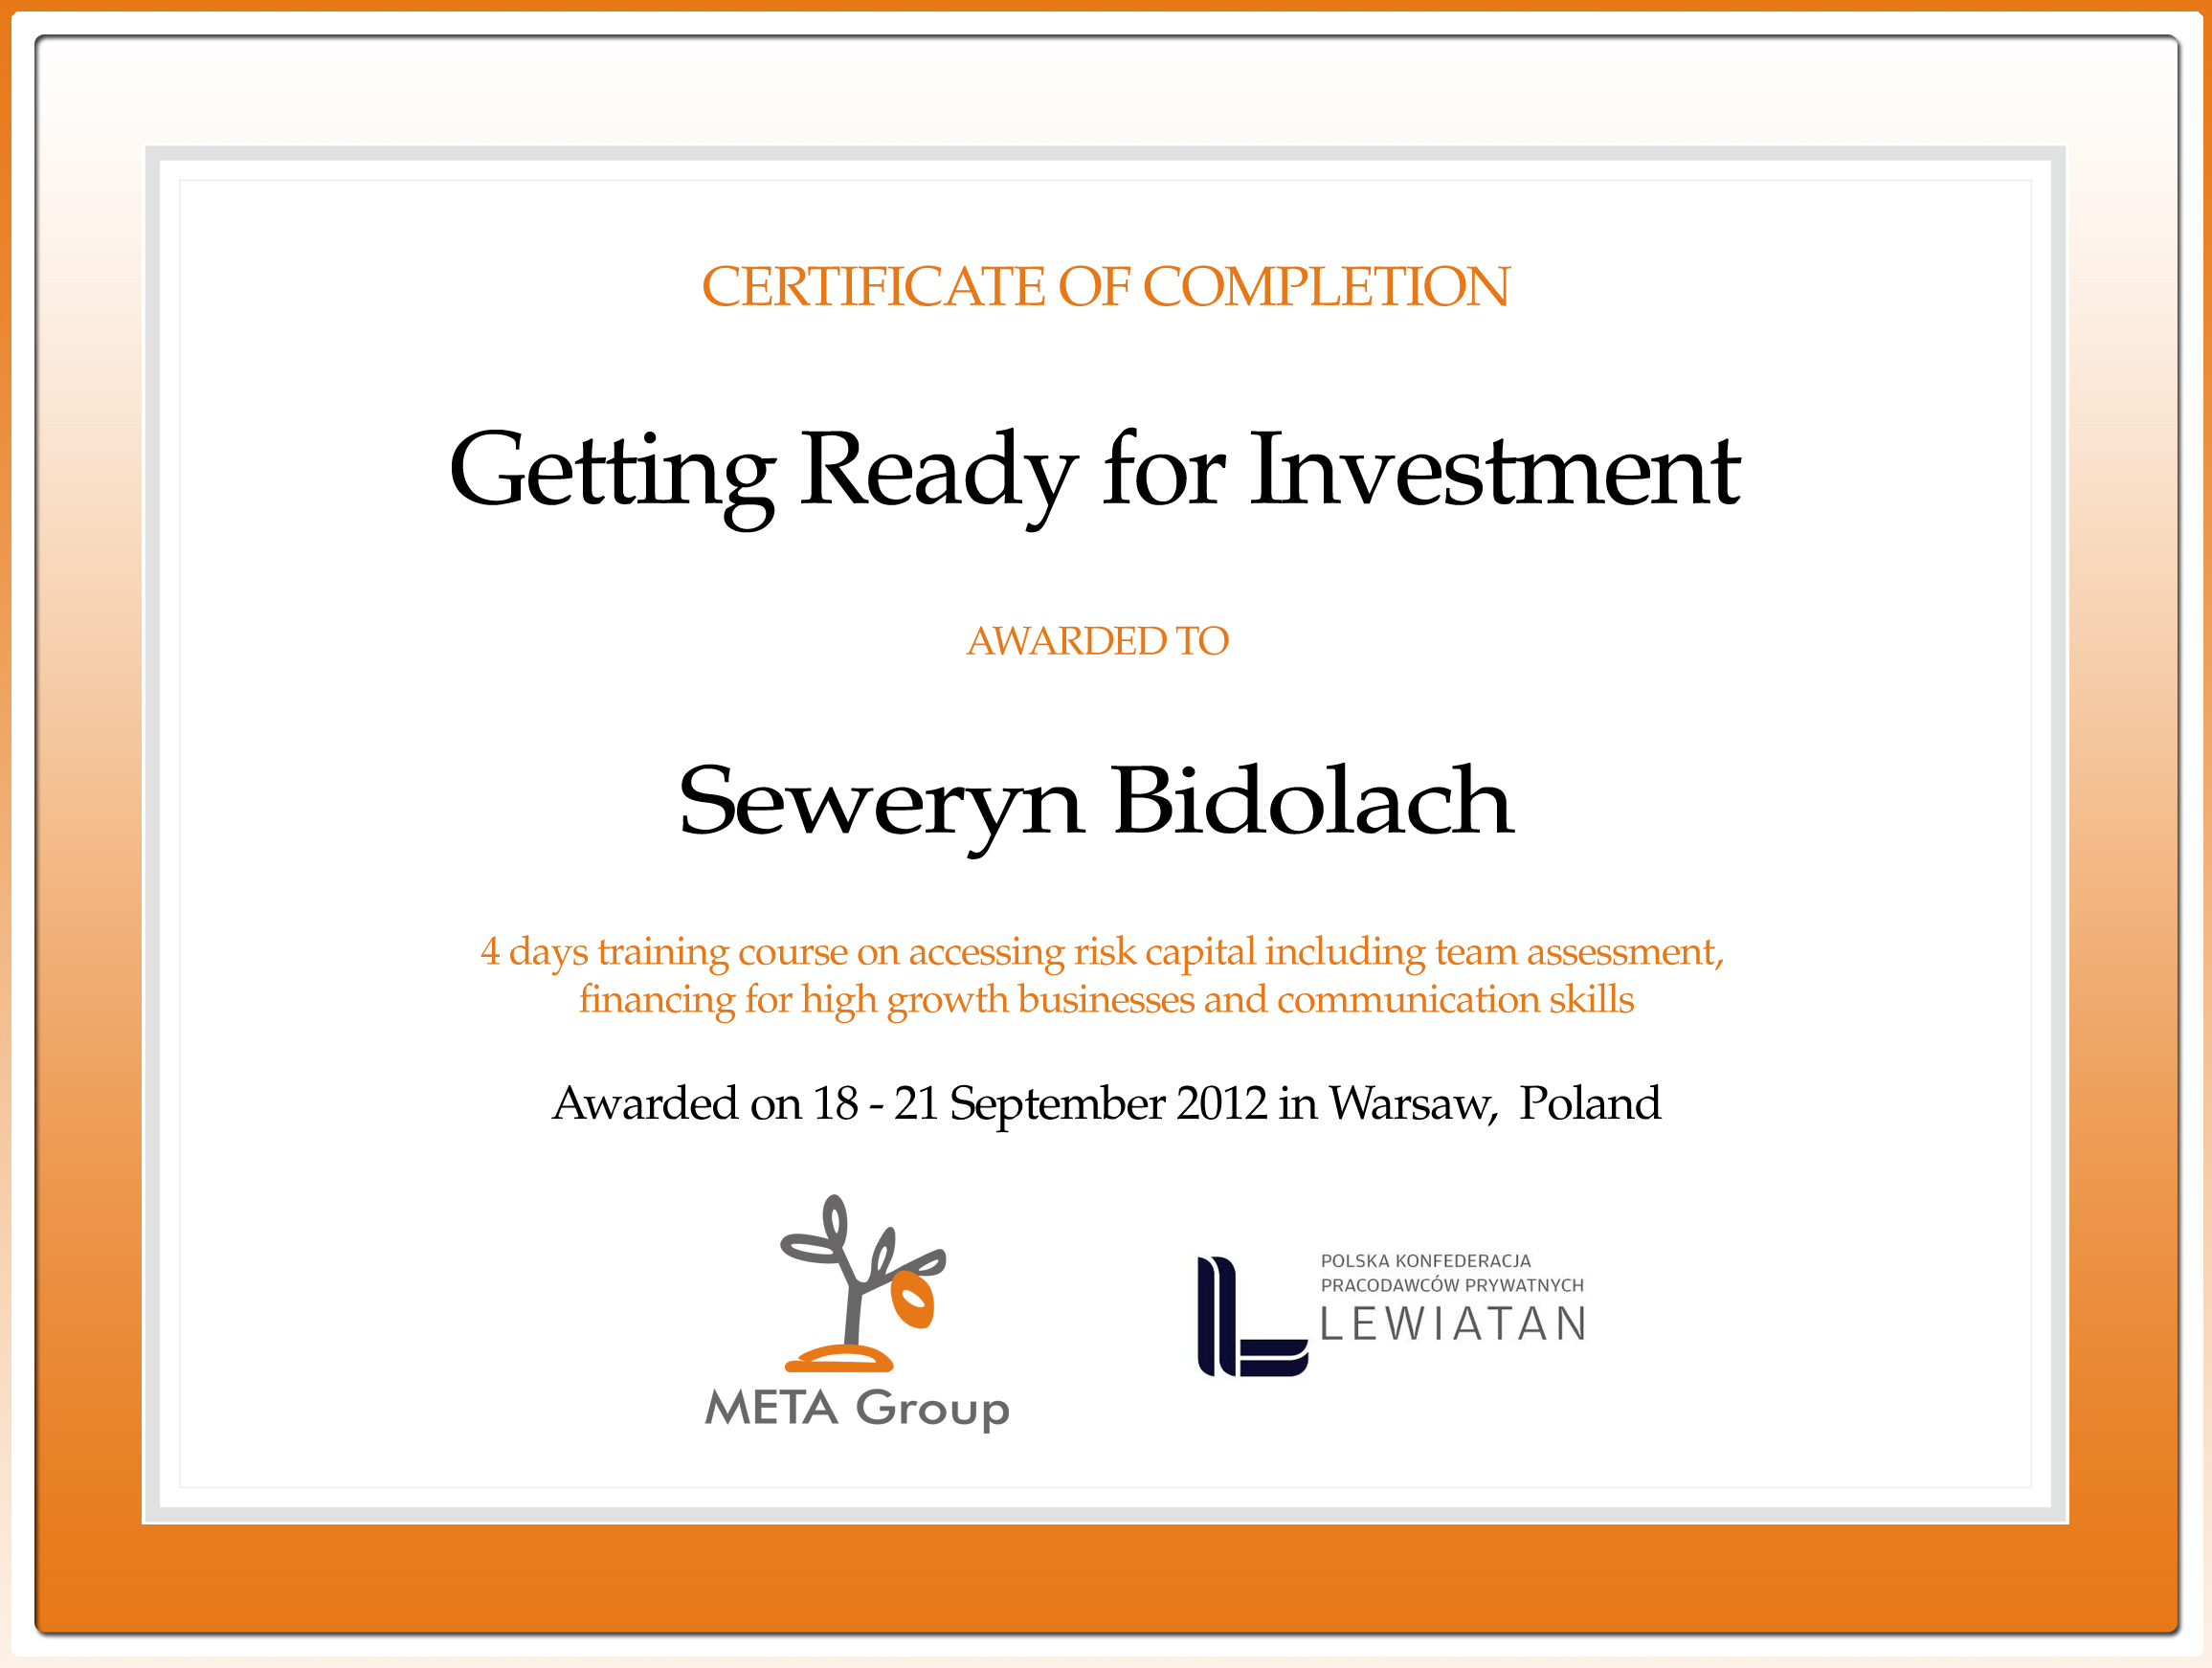 CERTIFICATE OF COMPLETION
Getting Ready for Investment
AWARDED TO
Seweryn Bidolach
4 days training course on accessing risk capital including team assessment,
financing for high growth businesses and communication skills
Awarded on 18 - 21 September 2012 in Warsaw, Poland
META Group
POLSKA KONFEDERACJA
PRACODAWCÓW PRYWATNYCH
LEWIATAN